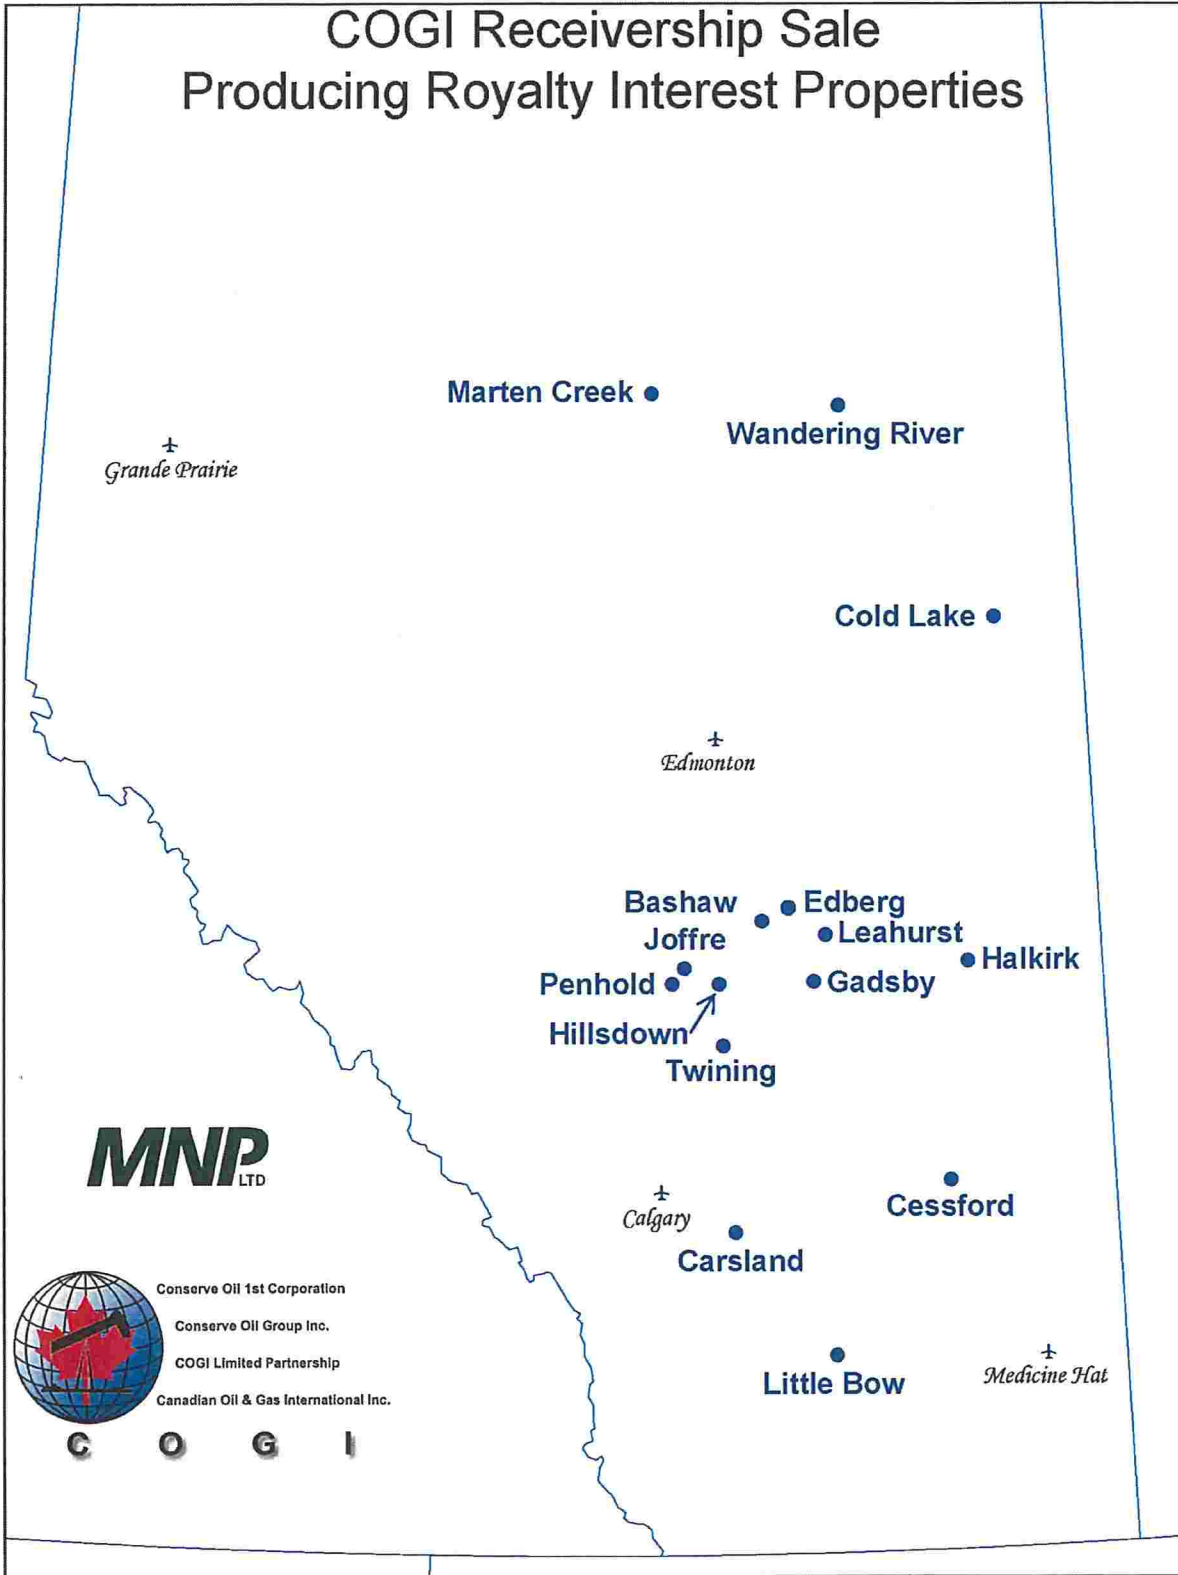 COGI Receivership Sale
Producing Royalty Interest Properties
Marten Creek
Wandering River
Grande Prairie
Cold Lake
Edmonton
Bashaw
Edberg
Joffre
Leahurst
Halkirk
Penhold
Gadsby
Hillsdown
Twining
MNP
LTD
Calgary
Cessford
Carsland
Conserve Oil 1st Corporation
Conserve Oil Group Inc.
COGI Limited Partnership
Canadian Oil & Gas International Inc.
C O G I
Little Bow
Medicine Hat